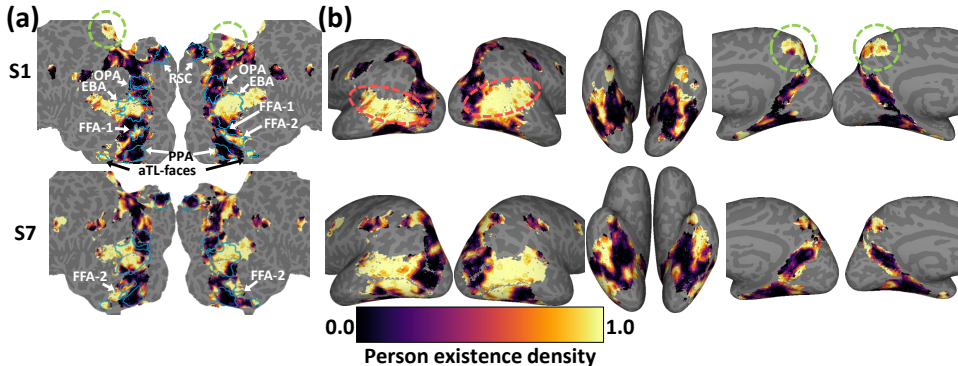 (a)
(b)
S1
OPA
EBA
RSC
OPA
EBA
FFA-1
FFA-1
FFA-2
PPA
aTL-faces
S7
FFA-2
FFA-2
0.0
1.0
Person existence density